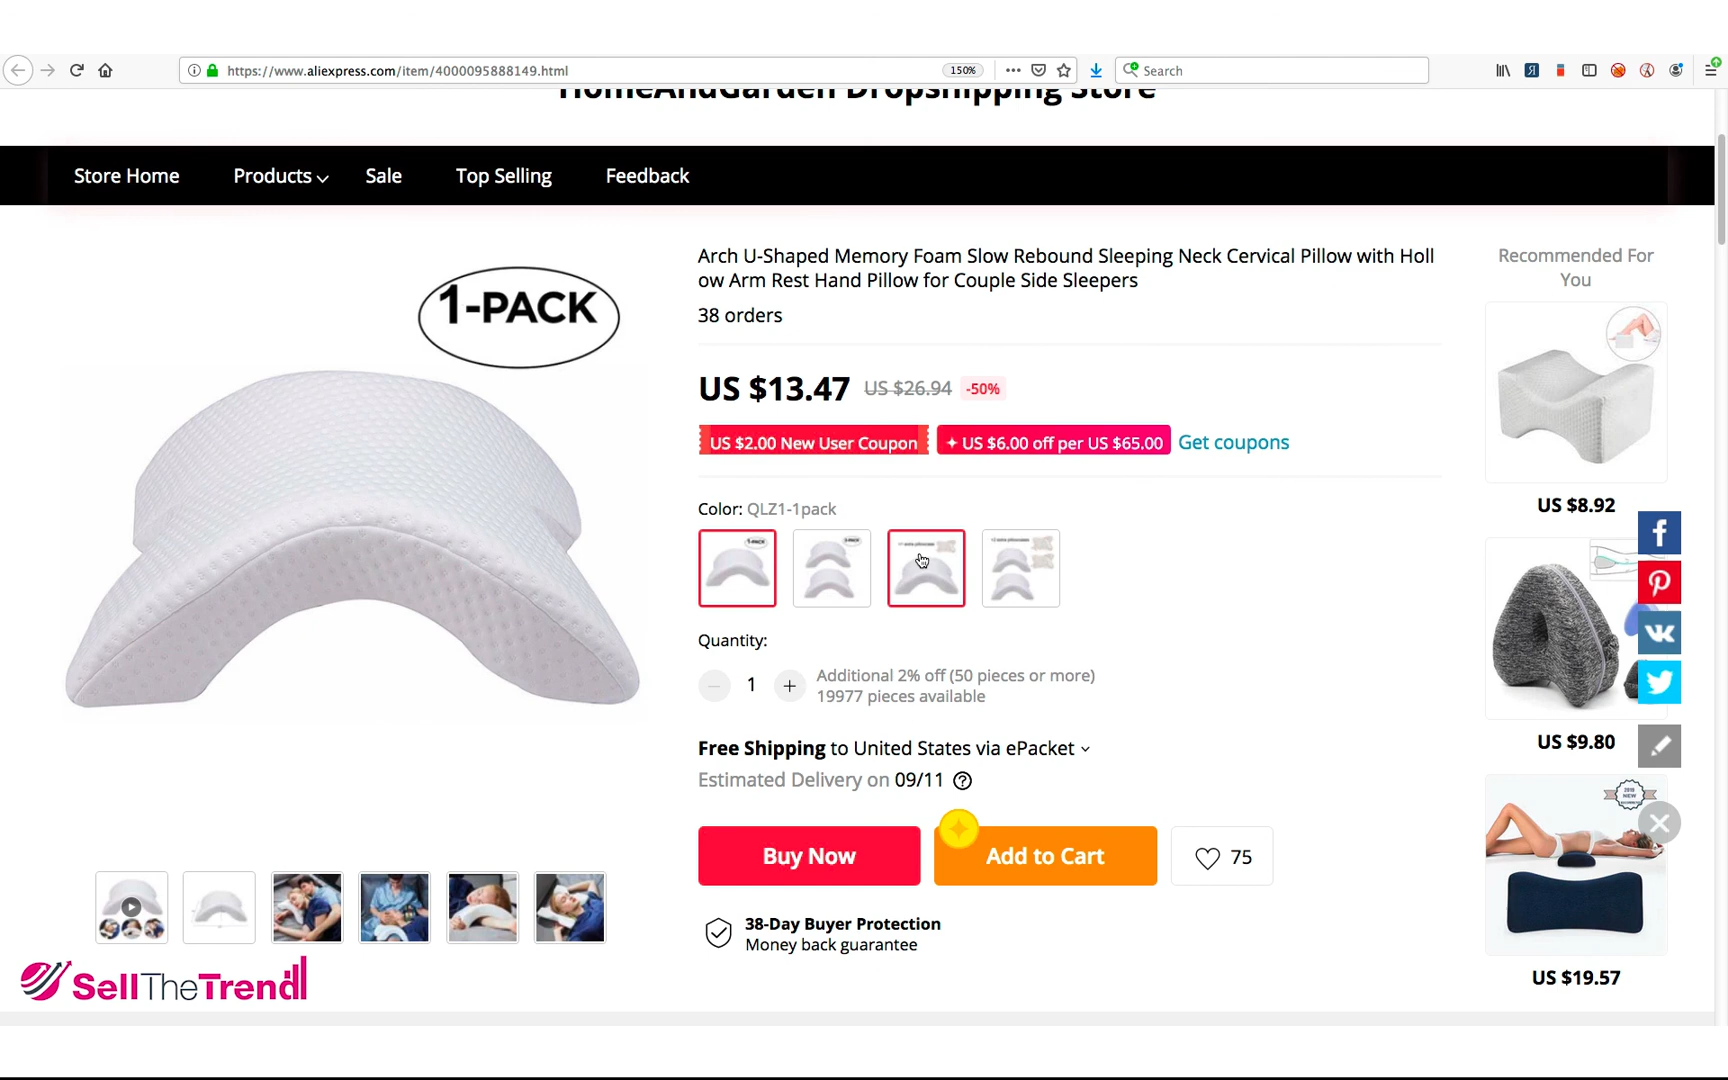 https://www.aliexpress.com/item/4000095888149.html
150%
Search
HomeAndGarden Dropshipping Store
Store Home
Products
Sale
Top Selling
Feedback
1-PACK
Arch U-Shaped Memory Foam Slow Rebound Sleeping Neck Cervical Pillow with Holl
ow Arm Rest Hand Pillow for Couple Side Sleepers
38 orders
US $13.47 US $26.94 -50%
US $2.00 New User Coupon
US $6.00 off per US $65.00
Get coupons
Color: QLZ1-1pack
Quantity:
1
Additional 2% off (50 pieces or more)
19977 pieces available
Free Shipping to United States via ePacket
Estimated Delivery on 09/11
Buy Now
Add to Cart
75
38-Day Buyer Protection
Money back guarantee
Recommended For
You
US $8.92
US $9.80
US $19.57
SellTheTrend